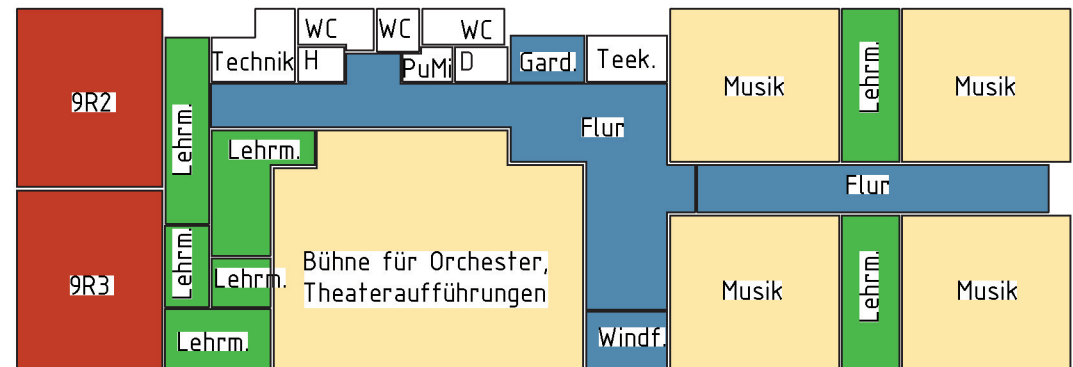 WC
WC
WC
Technik
H
PuMi
D
Gard.
Teek.
9R2
Lehrm.
Lehrm.
Flur
Musik
Lehrm.
Musik
Flur
9R3
Lehrm.
Lehrm.
Lehrm.
Bühne für Orchester,
Theateraufführungen
Windf.
Musik
Lehrm.
Musik